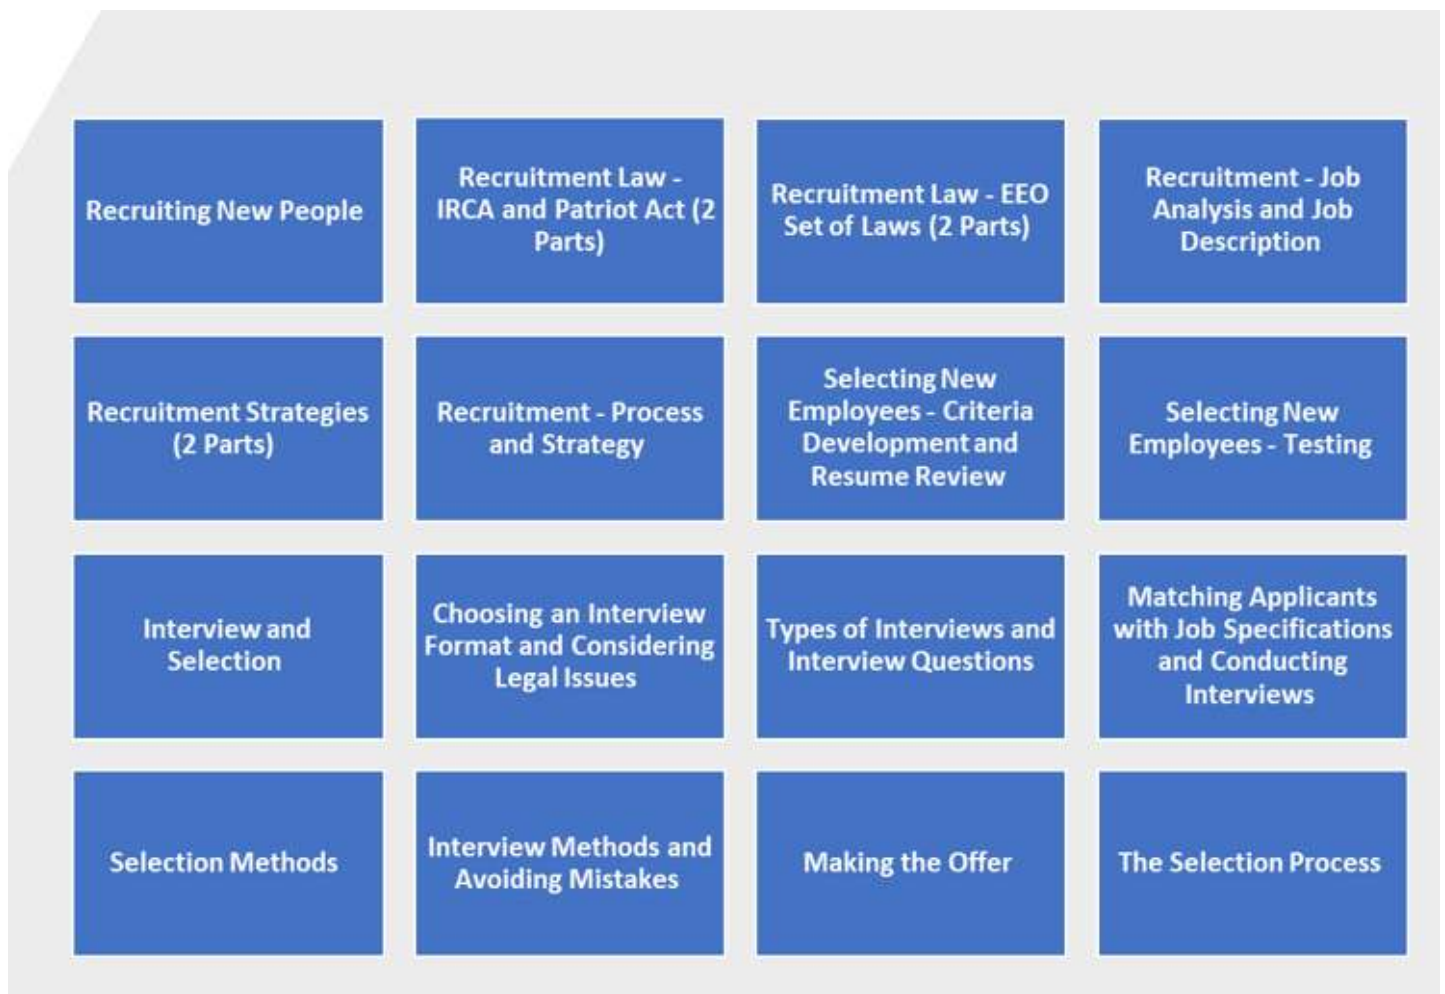 Recruiting New People
Recruitment Law -
IRCA and Patriot Act (2
Parts)
Recruitment Law - EEO
Set of Laws (2 Parts)
Recruitment - Job
Analysis and Job
Description
Recruitment Strategies
(2 Parts)
Recruitment - Process
and Strategy
Selecting New
Employees - Criteria
Development and
Resume Review
Selecting New
Employees - Testing
Interview and
Selection
Choosing an Interview
Format and Considering
Legal Issues
Types of Interviews and
Interview Questions
Matching Applicants
with Job Specifications
and Conducting
Interviews
Selection Methods
Interview Methods and
Avoiding Mistakes
Making the Offer
The Selection Process